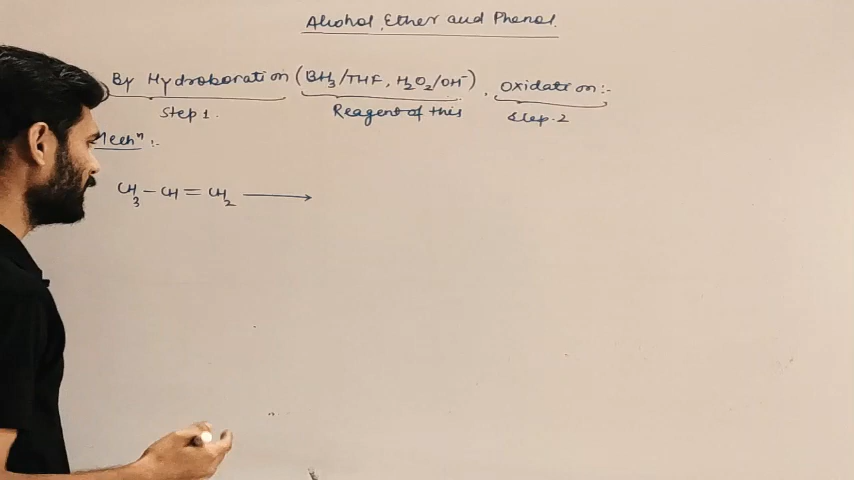 Alcohol, Ether and Phenol.
By Hydroboration (BH₃/THF, H₂O₂/OH⁻), Oxidation:-
Step 1. Reagent of this Step-2
Mechⁿ :-
CH₃-CH=CH₂ ⟶